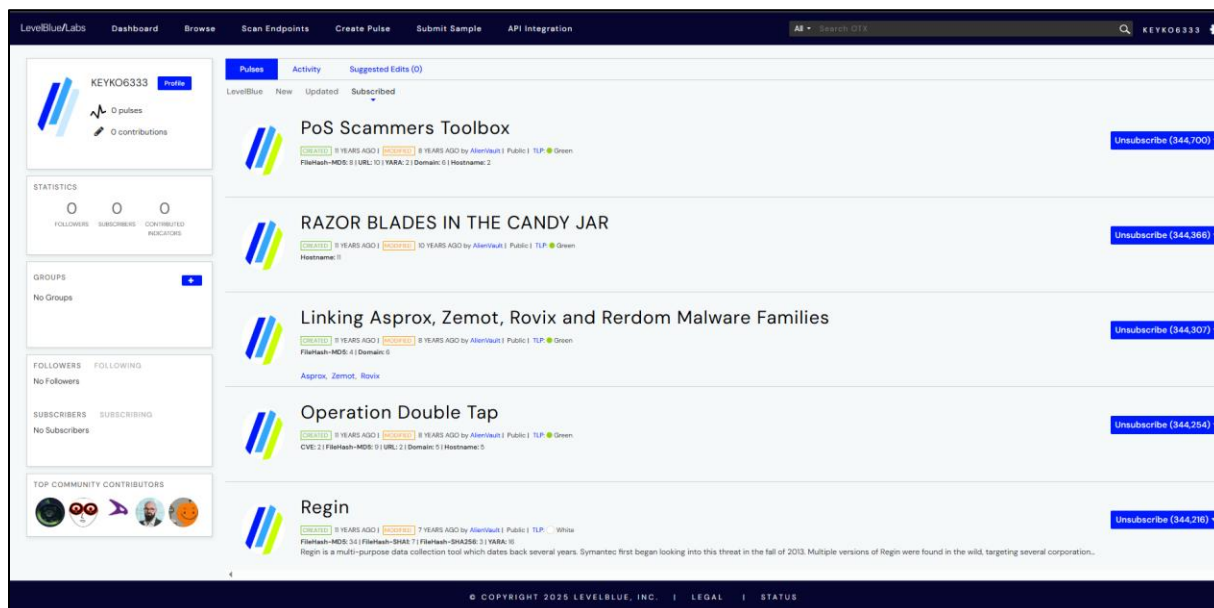 LevelBlue/Labs Dashboard Browse Scan Endpoints Create Pulse Submit Sample API Integration All Search OTX KEYKO6333
KEYKO6333 Profile
0 pulses
0 contributions
STATISTICS
0 0 0
FOLLOWERS SUBSCRIBERS CONTRIBUTED INDICATORS
GROUPS +
No Groups
FOLLOWERS FOLLOWING
No Followers
SUBSCRIBERS SUBSCRIBING
No Subscribers
TOP COMMUNITY CONTRIBUTORS
Pulses Activity Suggested Edits (0)
LevelBlue New Updated Subscribed
PoS Scammers Toolbox
CREATED 11 YEARS AGO | MODIFIED 8 YEARS AGO by AlienVault | Public | TLP: Green
FileHash-MD5: 8 | URL: 10 | YARA: 2 | Domain: 6 | Hostname: 2
Unsubscribe (344,700)
RAZOR BLADES IN THE CANDY JAR
CREATED 11 YEARS AGO | MODIFIED 10 YEARS AGO by AlienVault | Public | TLP: Green
Hostname: 11
Unsubscribe (344,366)
Linking Asprox, Zemot, Rovix and Rerdom Malware Families
CREATED 11 YEARS AGO | MODIFIED 8 YEARS AGO by AlienVault | Public | TLP: Green
FileHash-MD5: 4 | Domain: 6
Asprox, Zemot, Rovix
Unsubscribe (344,307)
Operation Double Tap
CREATED 11 YEARS AGO | MODIFIED 8 YEARS AGO by AlienVault | Public | TLP: Green
CVE: 2 | FileHash-MD5: 9 | URL: 2 | Domain: 5 | Hostname: 5
Unsubscribe (344,254)
Regin
CREATED 11 YEARS AGO | MODIFIED 7 YEARS AGO by AlienVault | Public | TLP: White
FileHash-MD5: 34 | FileHash-SHA1: 7 | FileHash-SHA256: 3 | YARA: 16
Regin is a multi-purpose data collection tool which dates back several years. Symantec first began looking into this threat in the fall of 2013. Multiple versions of Regin were found in the wild, targeting several corporation...
Unsubscribe (344,216)
© COPYRIGHT 2025 LEVELBLUE, INC. | LEGAL | STATUS